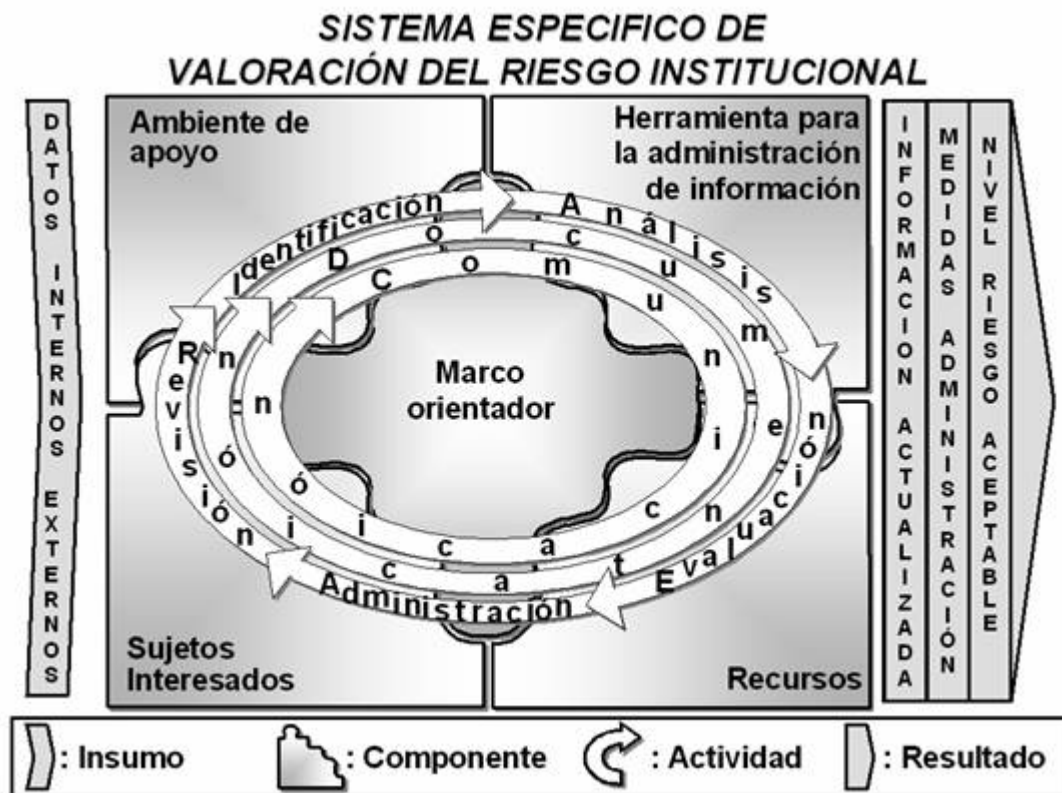 SISTEMA ESPECIFICO DE
VALORACIÓN DEL RIESGO INSTITUCIONAL
DATOS INTERNOS EXTERNOS
Ambiente de
apoyo
Herramienta para
la administración
de información
Identificación
Análisis
Evaluación
Administración
Revisión
Documentación
Comunicación
Marco
orientador
Sujetos
Interesados
Recursos
INFORMACION ACTUALIZADA
MEDIDAS ADMINISTRACIÓN
NIVEL RIESGO ACEPTABLE
: Insumo
: Componente
: Actividad
: Resultado